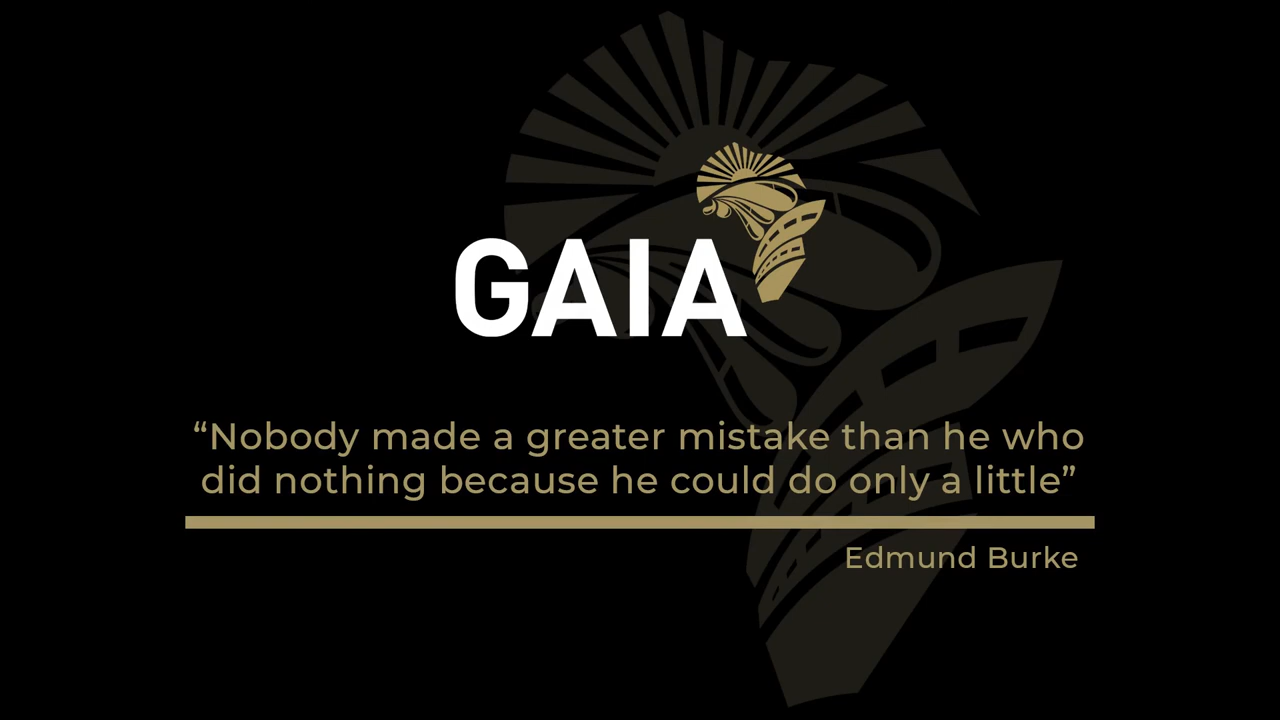 GAIA
“Nobody made a greater mistake than he who
did nothing because he could do only a little”
Edmund Burke